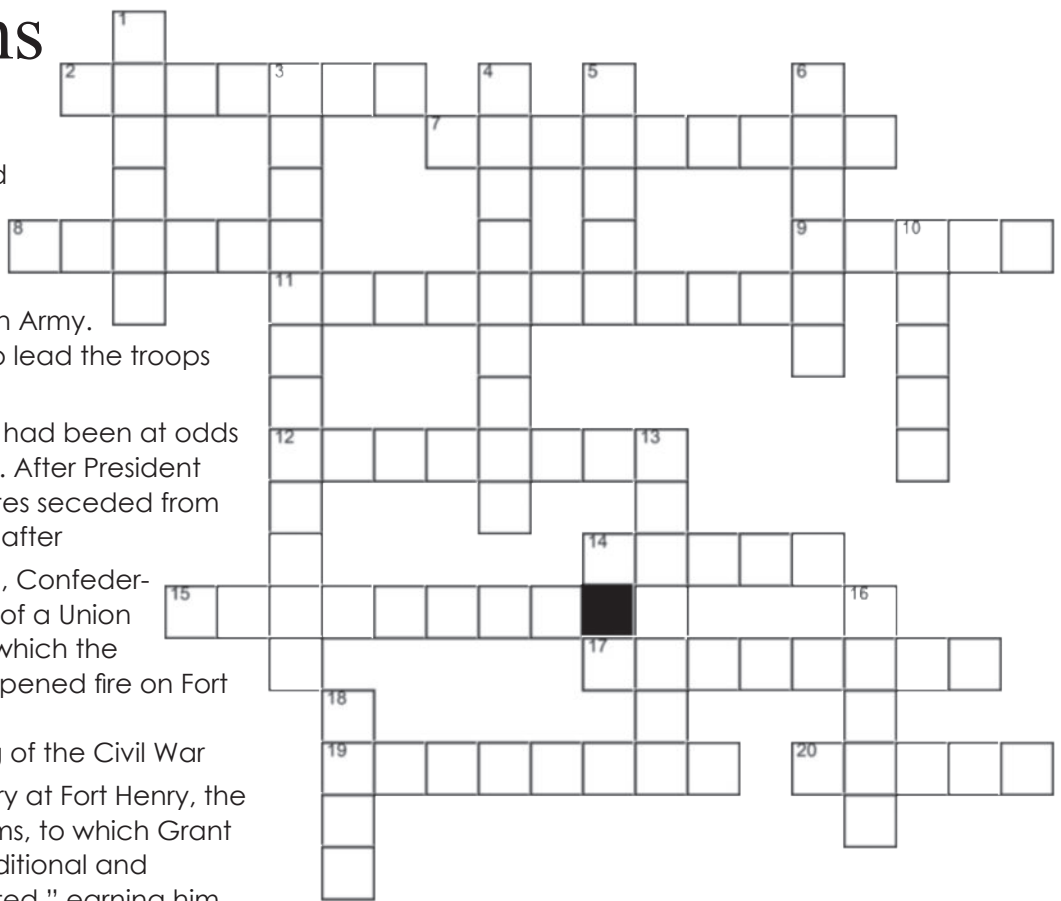 ns
1
2 3 4 5 6
7
d
8 9 10
11
n Army.
o lead the troops
had been at odds
12 13
. After President
tes seceded from
after
14
, Confeder-
15 16
of a Union
which the
17
pened fire on Fort
18
g of the Civil War
19 20
ry at Fort Henry, the
ms, to which Grant
ditional and
ted,” earning him